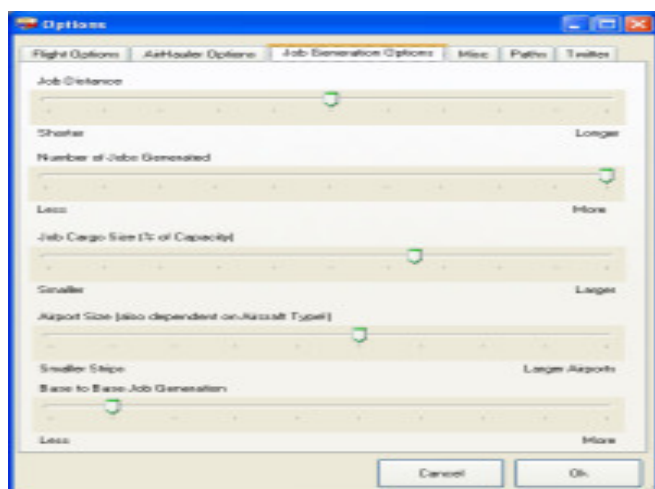 Options
Flight Options AirHauler Options Job Generation Options Misc Paths Twitter
Job Distance
Shorter Longer
Number of Jobs Generated
Less More
Job Cargo Size (% of Capacity)
Smaller Larger
Airport Size (also dependent on Aircraft Type!)
Smaller Strips Larger Airports
Base to Base Job Generation
Less More
Cancel Ok